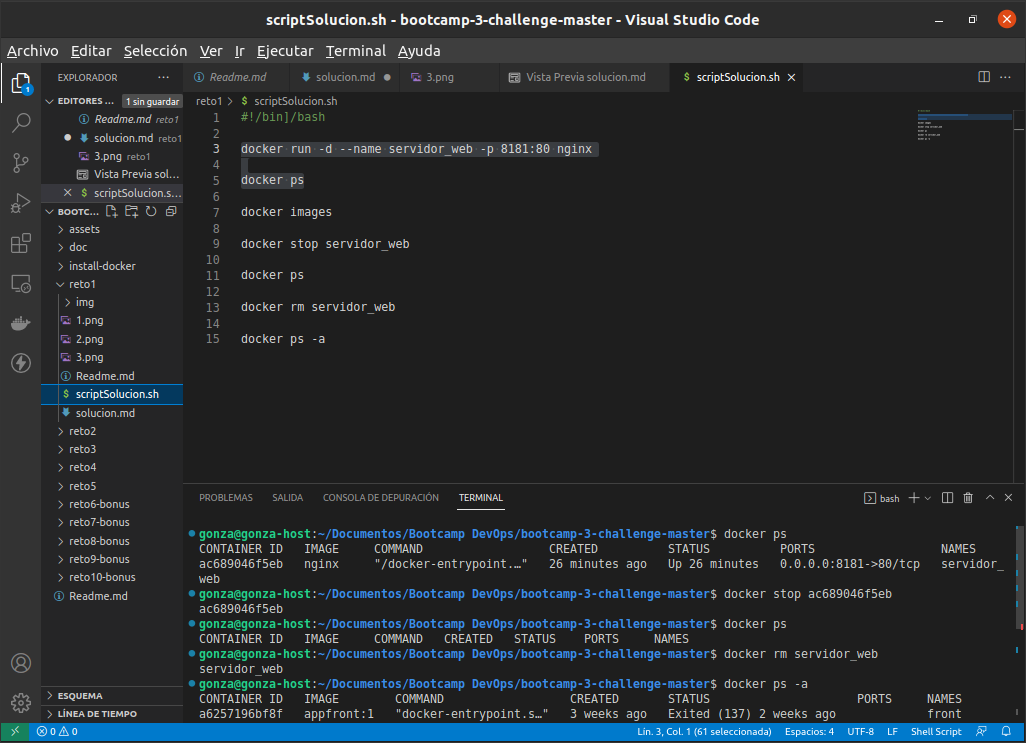 scriptSolucion.sh - bootcamp-3-challenge-master - Visual Studio Code
Archivo Editar Selección Ver Ir Ejecutar Terminal Ayuda
EXPLORADOR ···
Readme.md
solucion.md
3.png
Vista Previa solucion.md
$ scriptSolucion.sh
EDITORES ... 1 sin guardar
Readme.md reto1
solucion.md reto1
3.png reto1
Vista Previa sol...
$ scriptSolucion.s...
BOOTC...
assets
doc
install-docker
reto1
img
1.png
2.png
3.png
Readme.md
$ scriptSolucion.sh
solucion.md
reto2
reto3
reto4
reto5
reto6-bonus
reto7-bonus
reto8-bonus
reto9-bonus
reto10-bonus
Readme.md
ESQUEMA
LÍNEA DE TIEMPO
1
reto1 > $ scriptSolucion.sh
1 #!/bin]/bash
2
3 docker run -d --name servidor_web -p 8181:80 nginx
4
5 docker ps
6
7 docker images
8
9 docker stop servidor_web
10
11 docker ps
12
13 docker rm servidor_web
14
15 docker ps -a
PROBLEMAS SALIDA CONSOLA DE DEPURACIÓN TERMINAL
bash
gonza@gonza-host:~/Documentos/Bootcamp DevOps/bootcamp-3-challenge-master$ docker ps
CONTAINER ID IMAGE COMMAND CREATED STATUS PORTS NAMES
ac689046f5eb nginx "/docker-entrypoint.…" 26 minutes ago Up 26 minutes 0.0.0.0:8181->80/tcp servidor_
web
gonza@gonza-host:~/Documentos/Bootcamp DevOps/bootcamp-3-challenge-master$ docker stop ac689046f5eb
ac689046f5eb
gonza@gonza-host:~/Documentos/Bootcamp DevOps/bootcamp-3-challenge-master$ docker ps
CONTAINER ID IMAGE COMMAND CREATED STATUS PORTS NAMES
gonza@gonza-host:~/Documentos/Bootcamp DevOps/bootcamp-3-challenge-master$ docker rm servidor_web
servidor_web
gonza@gonza-host:~/Documentos/Bootcamp DevOps/bootcamp-3-challenge-master$ docker ps -a
CONTAINER ID IMAGE COMMAND CREATED STATUS PORTS NAMES
a6257196bf8f appfront:1 "docker-entrypoint.s…" 3 weeks ago Exited (137) 2 weeks ago front
0 0 Lín. 3, Col. 1 (61 seleccionada) Espacios: 4 UTF-8 LF Shell Script